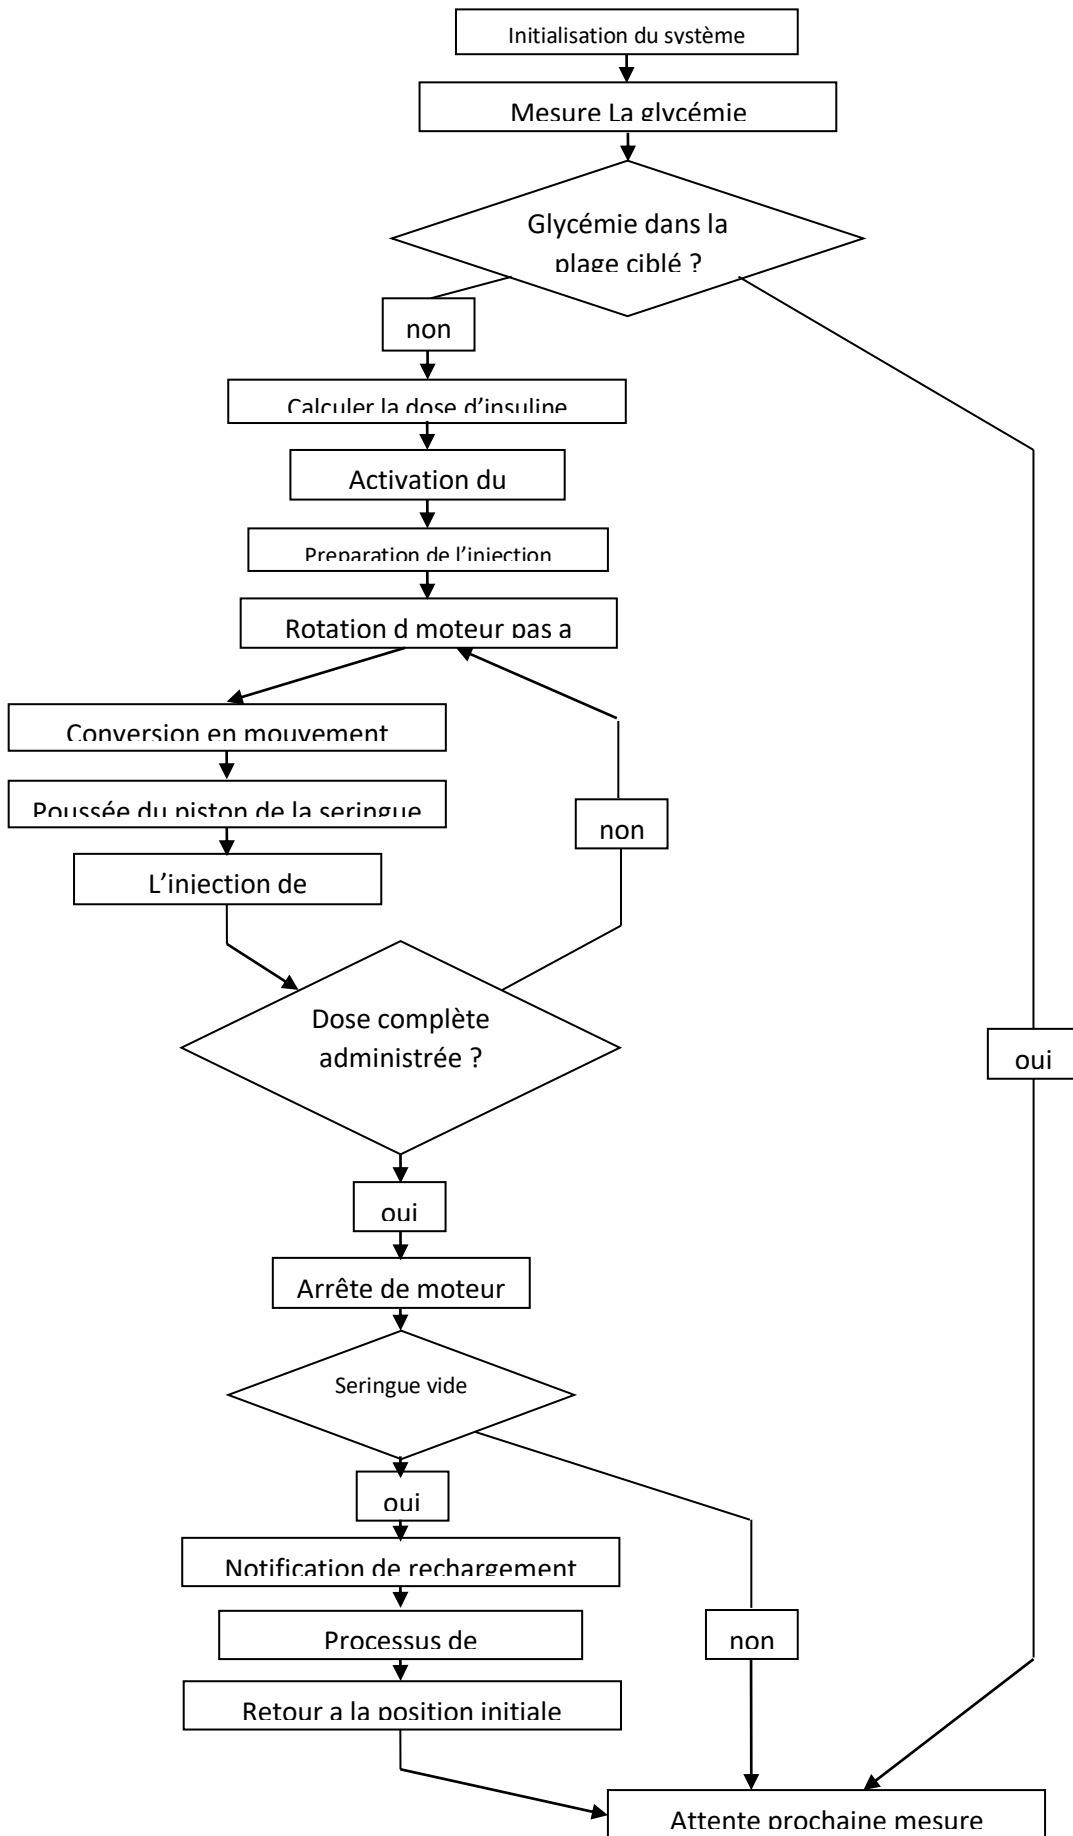 Initialisation du système
Mesure La glycémie
Glycémie dans la
plage ciblé ?
non
Calculer la dose d’insuline
Activation du
Preparation de l’injection
Rotation d moteur pas a
Conversion en mouvement
Poussée du piston de la seringue
non
L’injection de
Dose complète
administrée ?
oui
oui
Arrête de moteur
Seringue vide
oui
Notification de rechargement
Processus de
non
Retour a la position initiale
Attente prochaine mesure